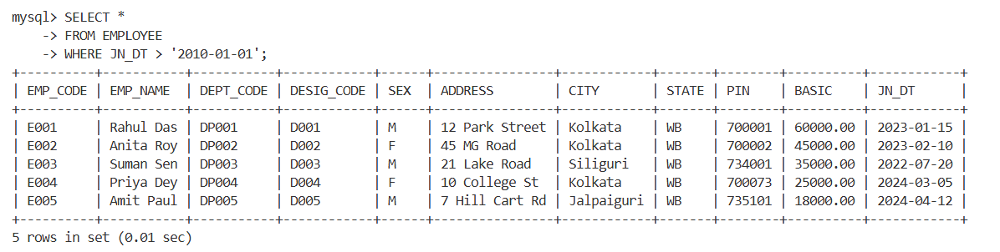 mysql> SELECT *
    -> FROM EMPLOYEE
    -> WHERE JN_DT > '2010-01-01';
+----------+-----------+-----------+------------+------+----------------+------------+-------+--------+----------+------------+
| EMP_CODE | EMP_NAME  | DEPT_CODE | DESIG_CODE | SEX  | ADDRESS        | CITY       | STATE | PIN    | BASIC    | JN_DT      |
+----------+-----------+-----------+------------+------+----------------+------------+-------+--------+----------+------------+
| E001     | Rahul Das | DP001     | D001       | M    | 12 Park Street | Kolkata    | WB    | 700001 | 60000.00 | 2023-01-15 |
| E002     | Anita Roy | DP002     | D002       | F    | 45 MG Road     | Kolkata    | WB    | 700002 | 45000.00 | 2023-02-10 |
| E003     | Suman Sen | DP003     | D003       | M    | 21 Lake Road   | Siliguri   | WB    | 734001 | 35000.00 | 2022-07-20 |
| E004     | Priya Dey | DP004     | D004       | F    | 10 College St  | Kolkata    | WB    | 700073 | 25000.00 | 2024-03-05 |
| E005     | Amit Paul | DP005     | D005       | M    | 7 Hill Cart Rd | Jalpaiguri | WB    | 735101 | 18000.00 | 2024-04-12 |
+----------+-----------+-----------+------------+------+----------------+------------+-------+--------+----------+------------+
5 rows in set (0.01 sec)